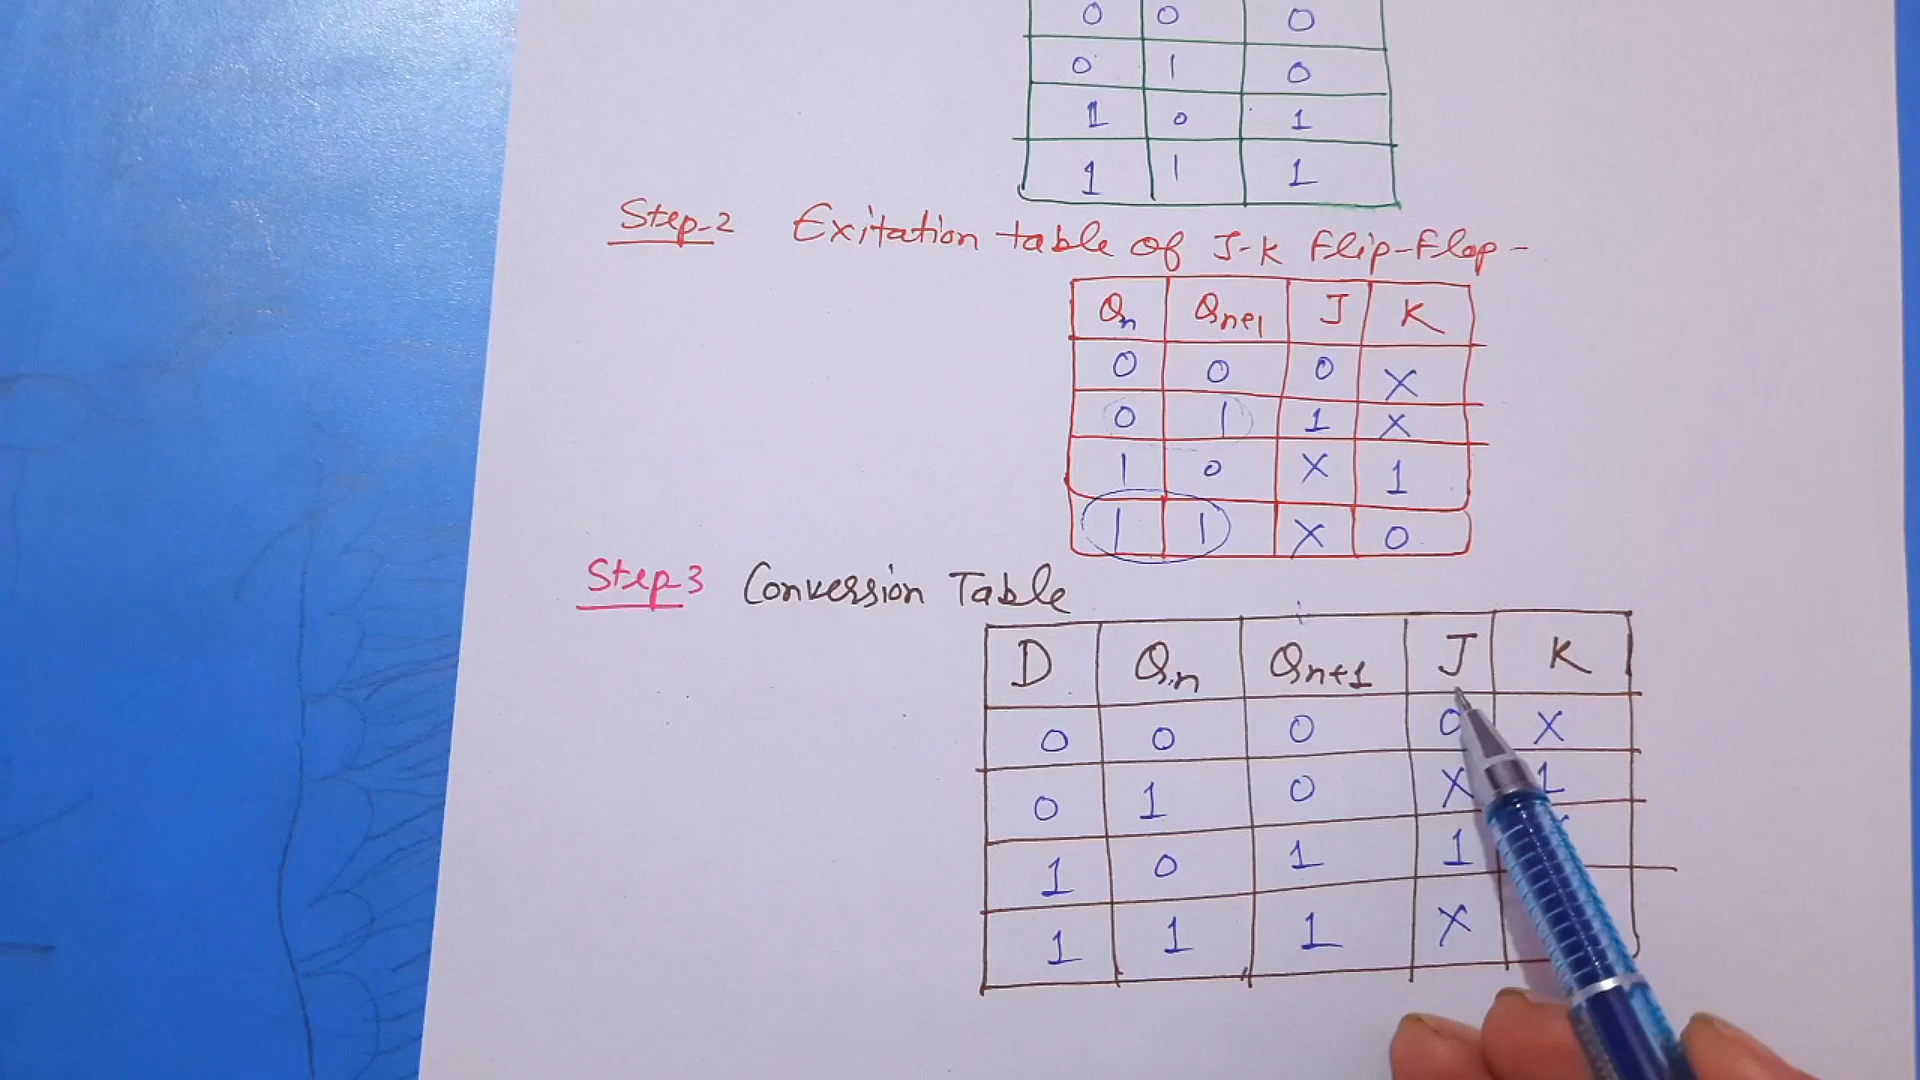 0 0 0
0 1 0
1 0 1
1 1 1
Step-2 Exitation table of J-K Flip-Flop-
Qn Qn+1 J K
0 0 0 X
0 1 1 X
1 0 X 1
1 1 X 0
Step3 Conversion Table
D Qn Qn+1 J K
0 0 0 0 X
0 1 0 X 1
1 0 1 1
1 1 1 X